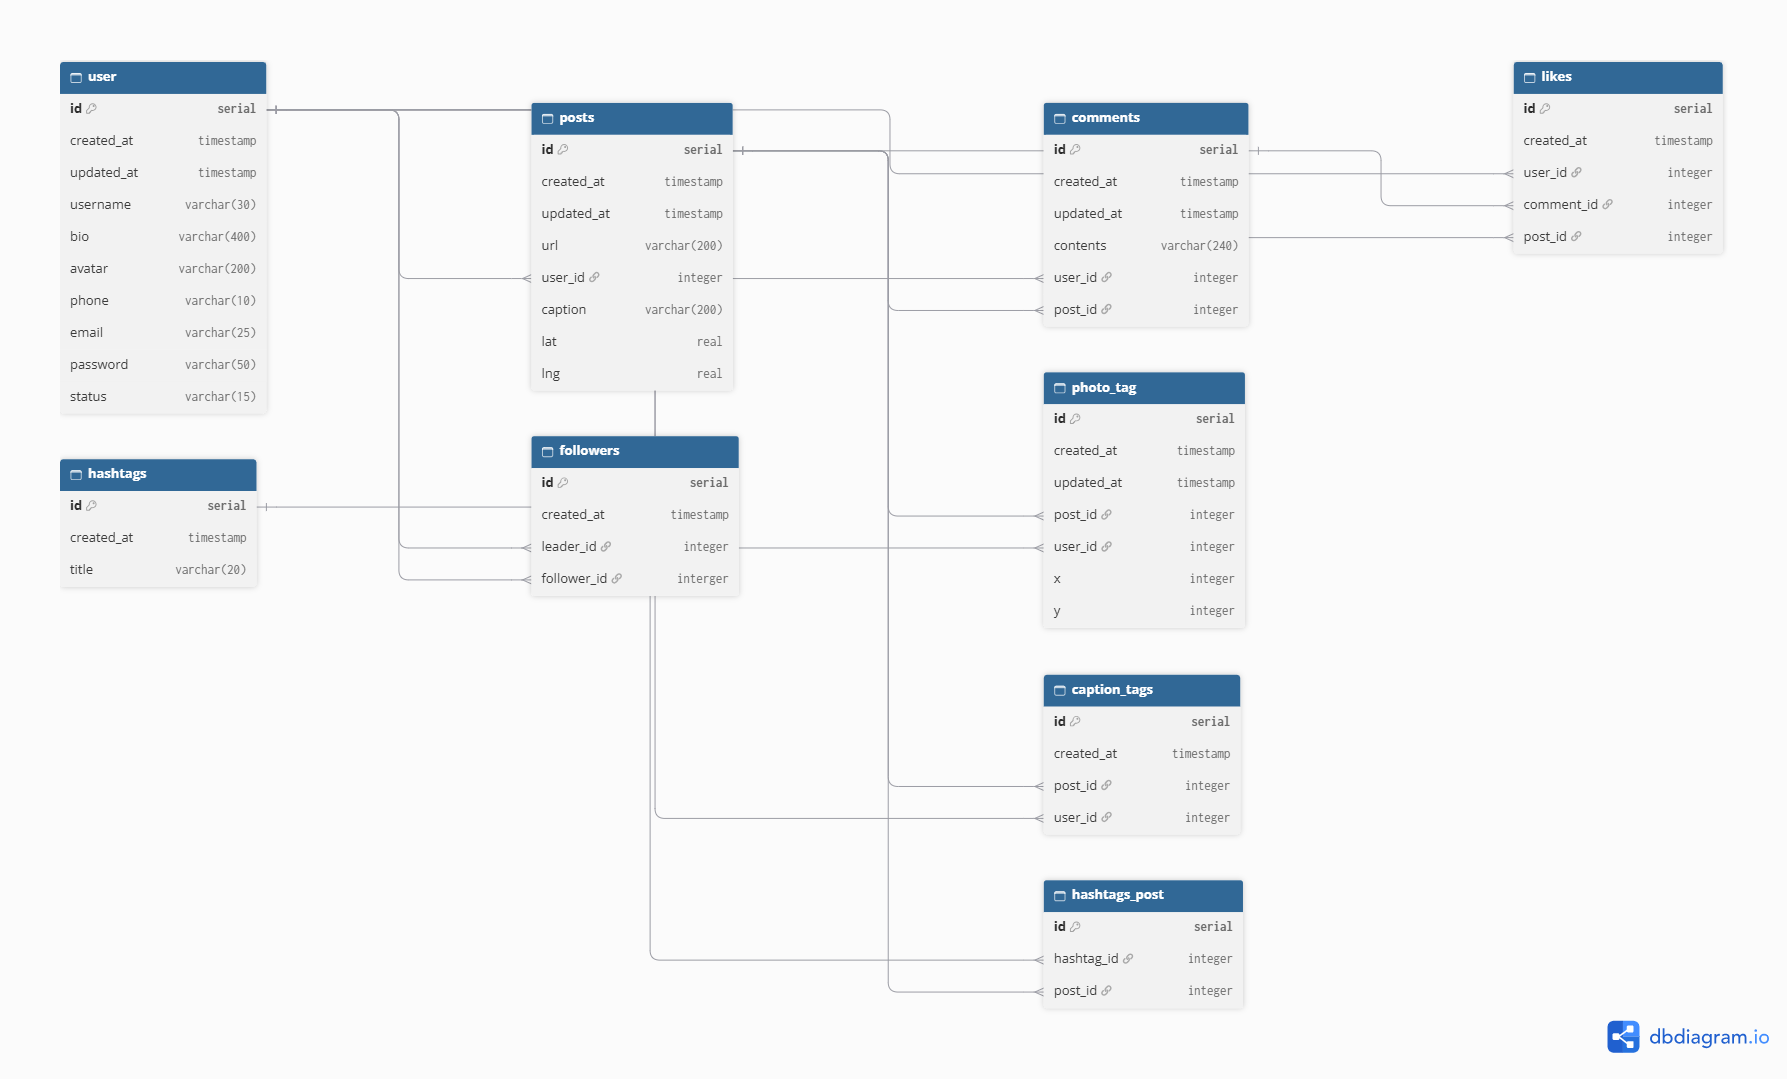 user
id serial
created_at timestamp
updated_at timestamp
username varchar(30)
bio varchar(400)
avatar varchar(200)
phone varchar(10)
email varchar(25)
password varchar(50)
status varchar(15)
hashtags
id serial
created_at timestamp
title varchar(20)
posts
id serial
created_at timestamp
updated_at timestamp
url varchar(200)
user_id integer
caption varchar(200)
lat real
lng real
followers
id serial
created_at timestamp
leader_id integer
follower_id interger
comments
id serial
created_at timestamp
updated_at timestamp
contents varchar(240)
user_id integer
post_id integer
photo_tag
id serial
created_at timestamp
updated_at timestamp
post_id integer
user_id integer
x integer
y integer
caption_tags
id serial
created_at timestamp
post_id integer
user_id integer
hashtags_post
id serial
hashtag_id integer
post_id integer
likes
id serial
created_at timestamp
user_id integer
comment_id integer
post_id integer
dbdiagram.io